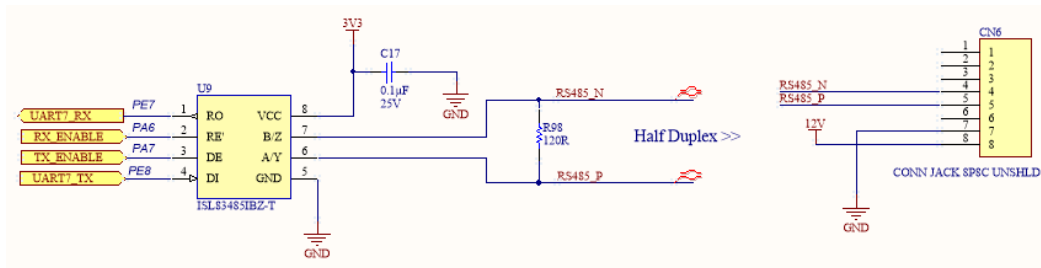 3V3
C17
0.1µF
25V
GND
U9
UART7_RX PE7 1 RO VCC 8
RX_ENABLE PA6 2 RE' B/Z 7
TX_ENABLE PA7 3 DE A/Y 6
UART7_TX PE8 4 DI GND 5
ISL83485IBZ-T
GND
RS485_N
R98
120R
RS485_P
Half Duplex >>
CN6
1 1
2 2
3 3
RS485_N 4 4
RS485_P 5 5
6 6
12V 7 7
8 8
CONN JACK 8P8C UNSHLD
GND